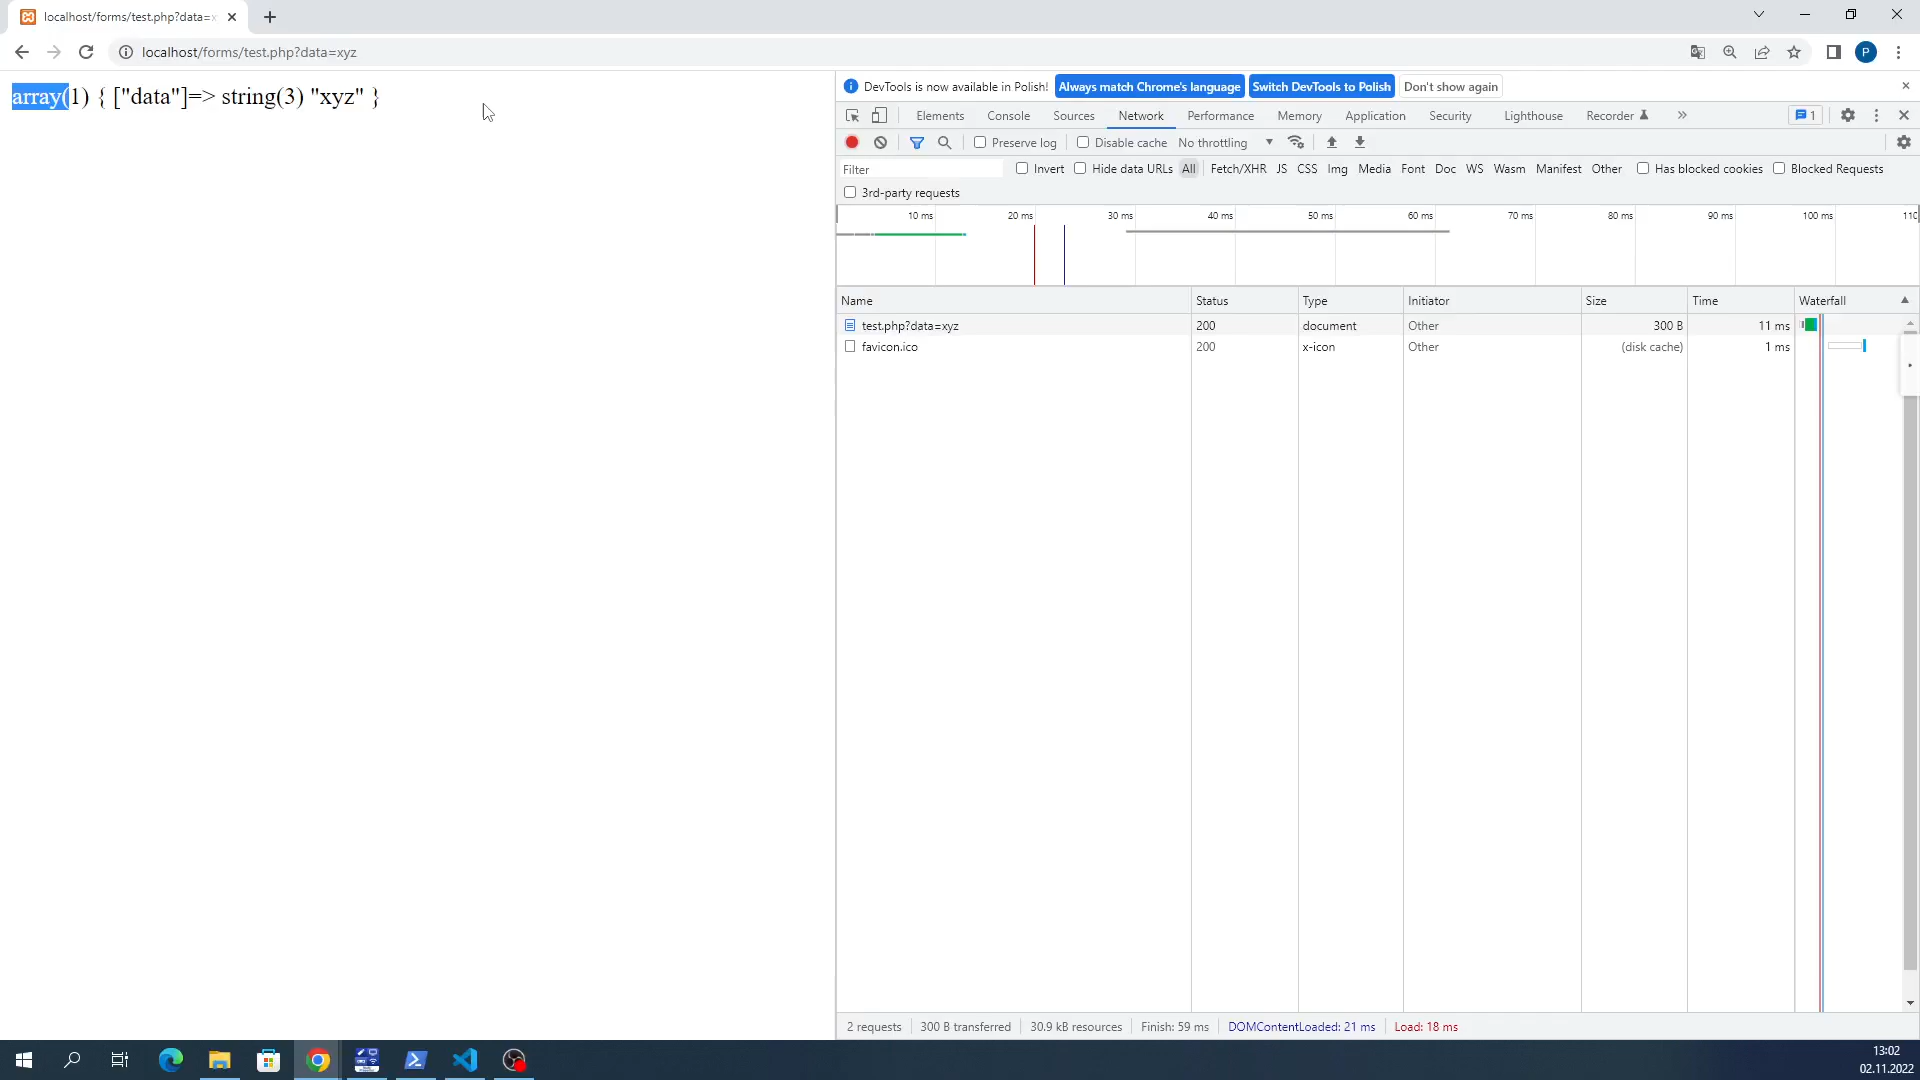 localhost/forms/test.php?data=x
localhost/forms/test.php?data=xyz
P
array(1) { ["data"]=> string(3) "xyz" }
DevTools is now available in Polish! Always match Chrome's language Switch DevTools to Polish Don't show again
Elements Console Sources Network Performance Memory Application Security Lighthouse Recorder 1
Preserve log Disable cache No throttling
Filter Invert Hide data URLs All Fetch/XHR JS CSS Img Media Font Doc WS Wasm Manifest Other Has blocked cookies Blocked Requests
3rd-party requests
10 ms 20 ms 30 ms 40 ms 50 ms 60 ms 70 ms 80 ms 90 ms 100 ms 110
Name Status Type Initiator Size Time Waterfall
test.php?data=xyz 200 document Other 300 B 11 ms
favicon.ico 200 x-icon Other (disk cache) 1 ms
2 requests 300 B transferred 30.9 kB resources Finish: 59 ms DOMContentLoaded: 21 ms Load: 18 ms
13:02
02.11.2022